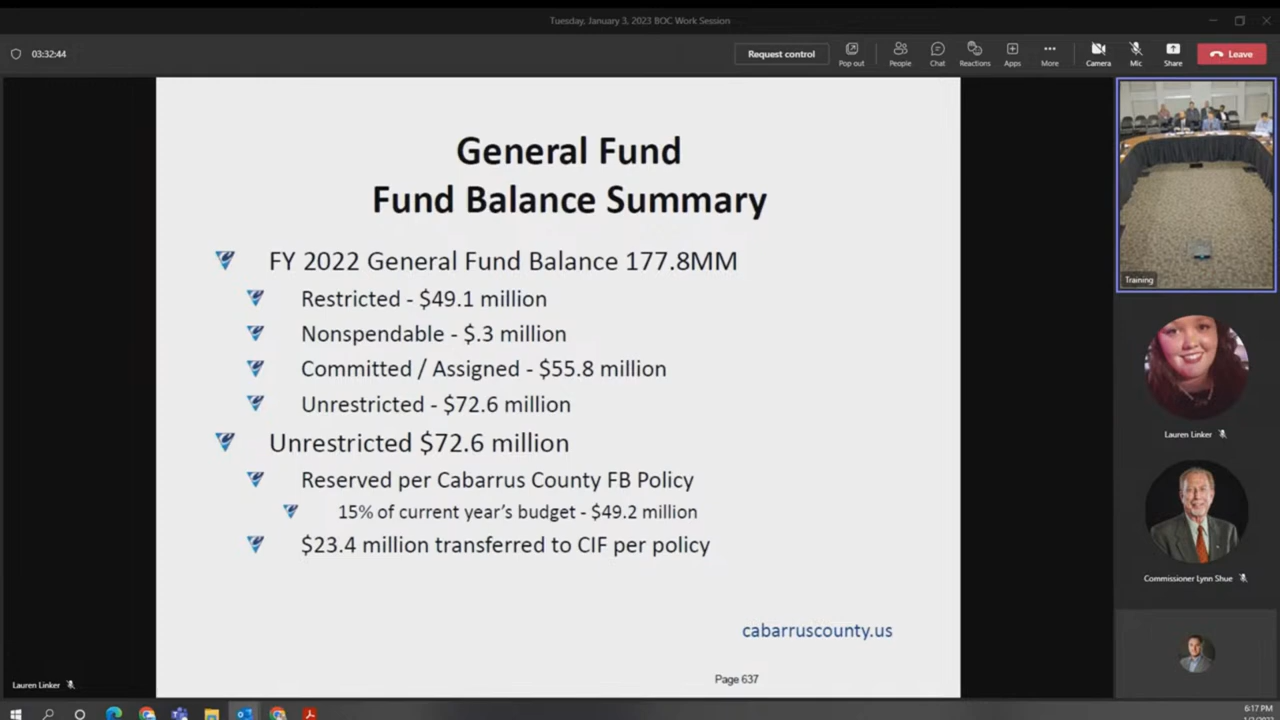 Tuesday, January 3, 2023 BOC Work Session
03:32:44
Request control
Pop out
People
Chat
Reactions
Apps
More
Camera
Mic
Share
Leave
General Fund
Fund Balance Summary
FY 2022 General Fund Balance 177.8MM
Restricted - $49.1 million
Nonspendable - $.3 million
Committed / Assigned - $55.8 million
Unrestricted - $72.6 million
Unrestricted $72.6 million
Reserved per Cabarrus County FB Policy
15% of current year's budget - $49.2 million
$23.4 million transferred to CIF per policy
cabarruscounty.us
Page 637
Training
Lauren Linker
Commissioner Lynn Shue
Lauren Linker
6:17 PM